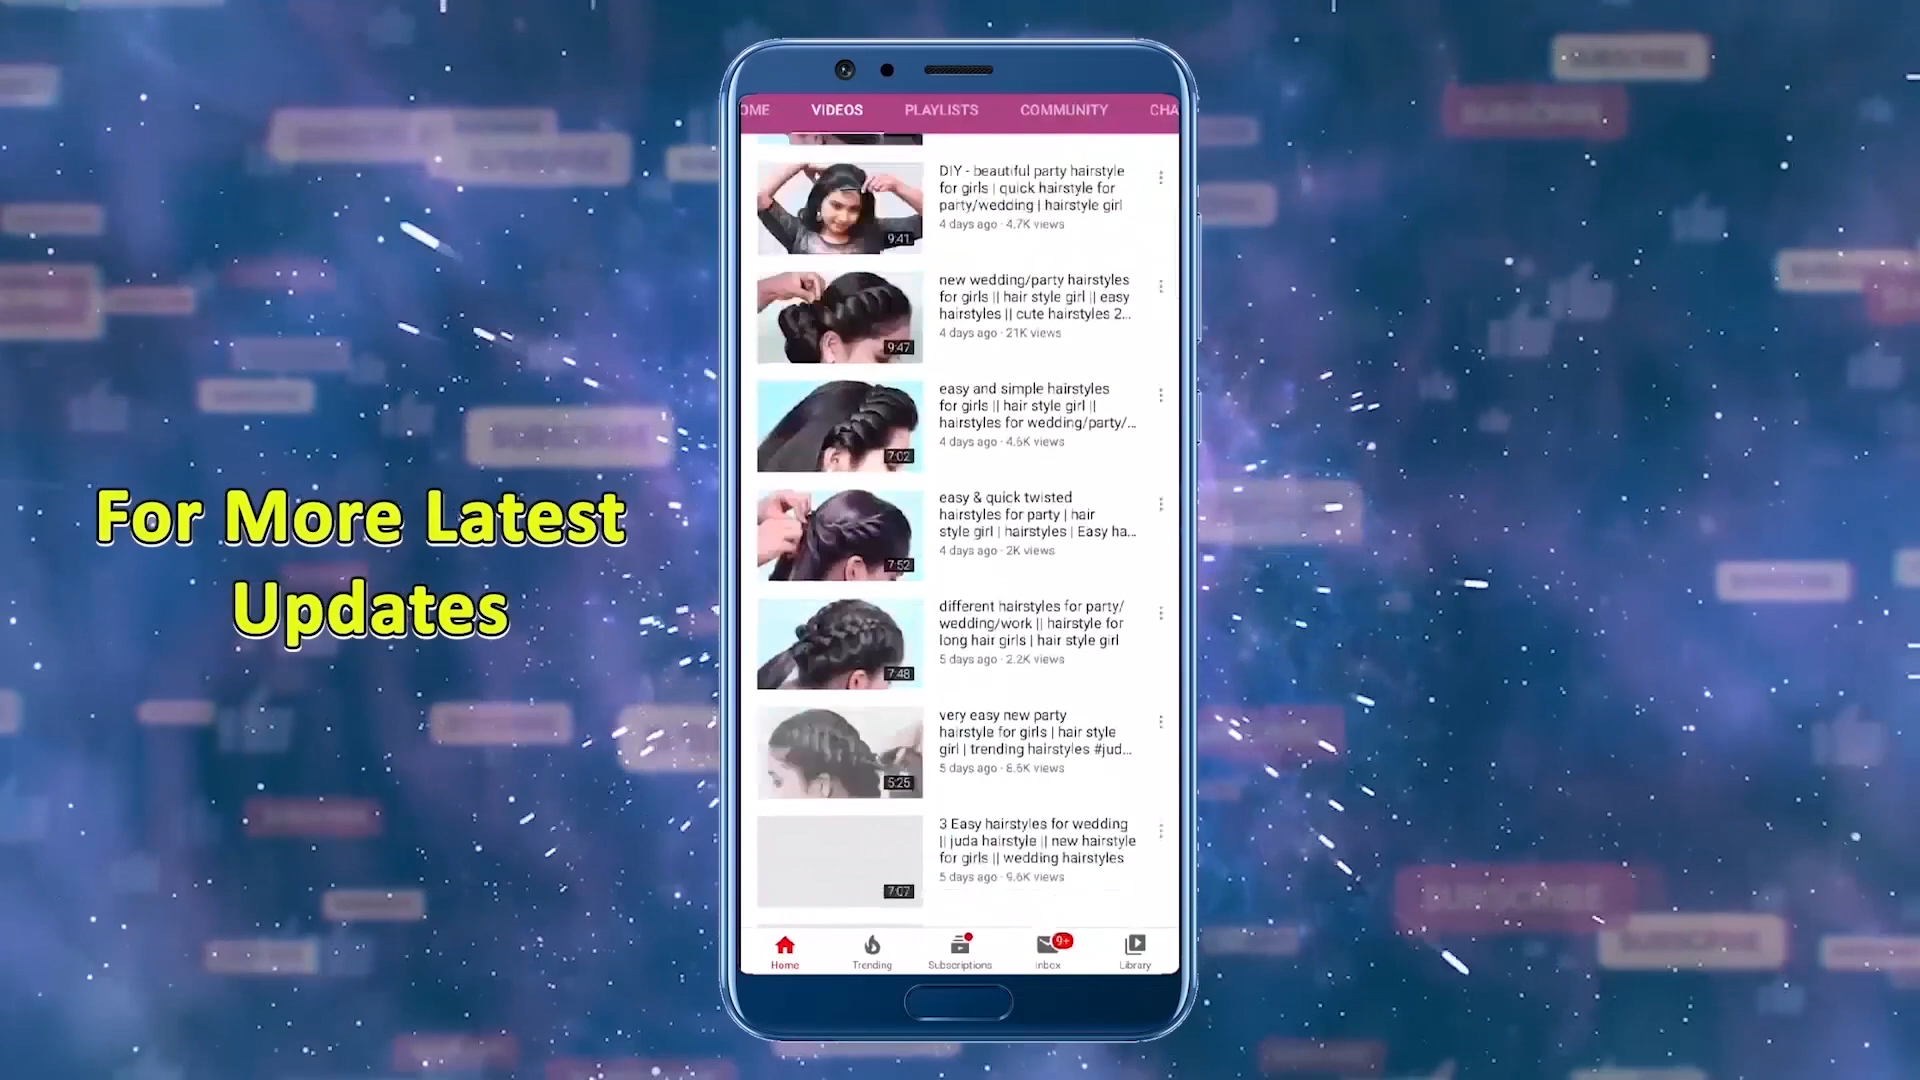 OME VIDEOS PLAYLISTS COMMUNITY CHA
DIY - beautiful party hairstyle
for girls | quick hairstyle for
party/wedding | hairstyle girl
4 days ago · 4.7K views
9:41
new wedding/party hairstyles
for girls || hair style girl || easy
hairstyles || cute hairstyles 2...
4 days ago · 21K views
9:47
easy and simple hairstyles
for girls || hair style girl ||
hairstyles for wedding/party/...
4 days ago · 4.6K views
7:02
easy & quick twisted
hairstyles for party | hair
style girl | hairstyles | Easy ha...
4 days ago · 2K views
7:52
different hairstyles for party/
wedding/work || hairstyle for
long hair girls | hair style girl
5 days ago · 2.2K views
7:48
very easy new party
hairstyle for girls | hair style
girl | trending hairstyles #jud...
5 days ago · 8.6K views
5:25
3 Easy hairstyles for wedding
|| juda hairstyle || new hairstyle
for girls || wedding hairstyles
5 days ago · 9.6K views
7:07
9+
Home Trending Subscriptions Inbox Library
For More Latest
Updates
SUBSCRIBE
SUBSCRIBE